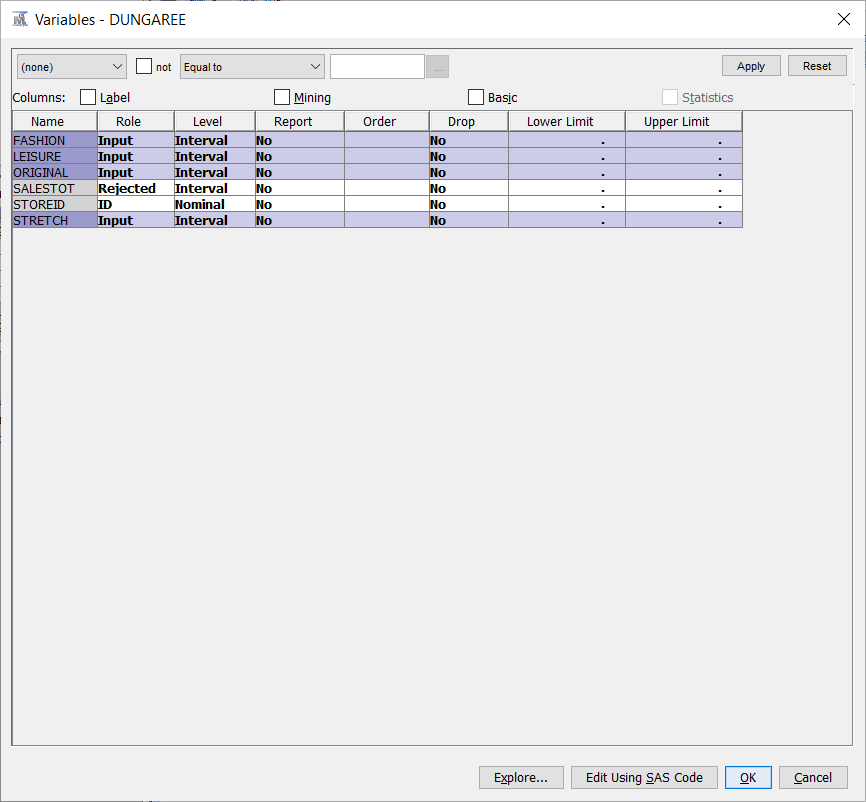 Variables - DUNGAREE
(none) not Equal to ... Apply Reset
Columns: Label Mining Basic Statistics
Name Role Level Report Order Drop Lower Limit Upper Limit
FASHION Input Interval No No . .
LEISURE Input Interval No No . .
ORIGINAL Input Interval No No . .
SALESTOT Rejected Interval No No . .
STOREID ID Nominal No No . .
STRETCH Input Interval No No . .
Explore... Edit Using SAS Code OK Cancel